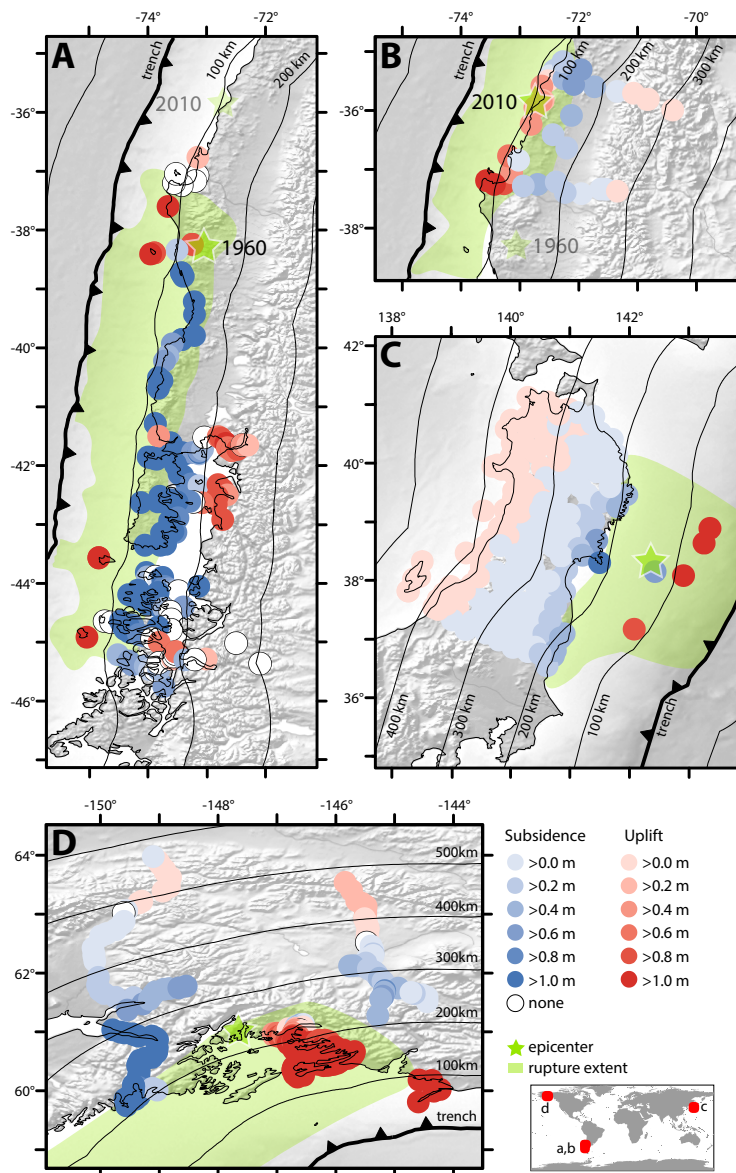 -74° -72°
A
trench
100 km
200 km
-36°
2010
-38°
1960
-40°
-42°
-44°
-46°
-74° -72° -70°
B
trench
100 km
200 km
300 km
-36°
2010
-38°
1960
138° 140° 142°
C
42°
40°
38°
36°
400 km
300 km
200 km
100 km
trench
-150° -148° -146° -144°
D
64°
62°
60°
500km
400km
300km
200km
100km
trench
Subsidence Uplift
>0.0 m >0.0 m
>0.2 m >0.2 m
>0.4 m >0.4 m
>0.6 m >0.6 m
>0.8 m >0.8 m
>1.0 m >1.0 m
none
epicenter
rupture extent
d
c
a,b